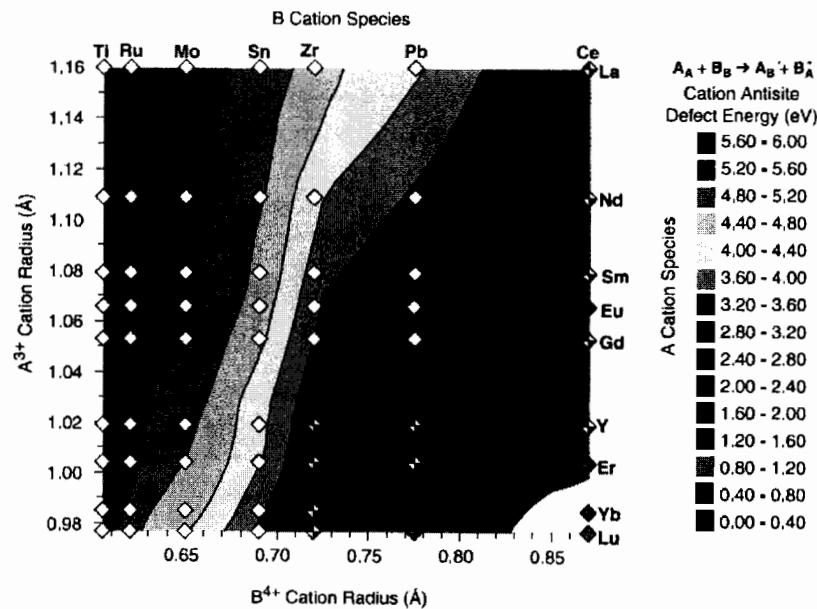 B Cation Species
Ti Ru Mo Sn Zr Pb Ce
1,16
1,14
1,12
1.10
1.08
1.06
1.04
1.02
1.00
0.98
A3+ Cation Radius (Å)
La
Nd
Sm
Eu
Gd
Y
Er
Yb
Lu
A Cation Species
0,65 0,70 0,75 0,80 0,85
B4+ Cation Radius (Å)
AA + BB → AB′ + BA•
Cation Antisite
Defect Energy (eV)
5.60 - 6.00
5.20 - 5.60
4,80 - 5,20
4,40 - 4,80
4.00 - 4,40
3.60 - 4.00
3.20 - 3.60
2.80 - 3.20
2.40 - 2.80
2.00 - 2.40
1.60 - 2.00
1.20 - 1.60
0.80 - 1.20
0.40 - 0.80
0.00 - 0.40